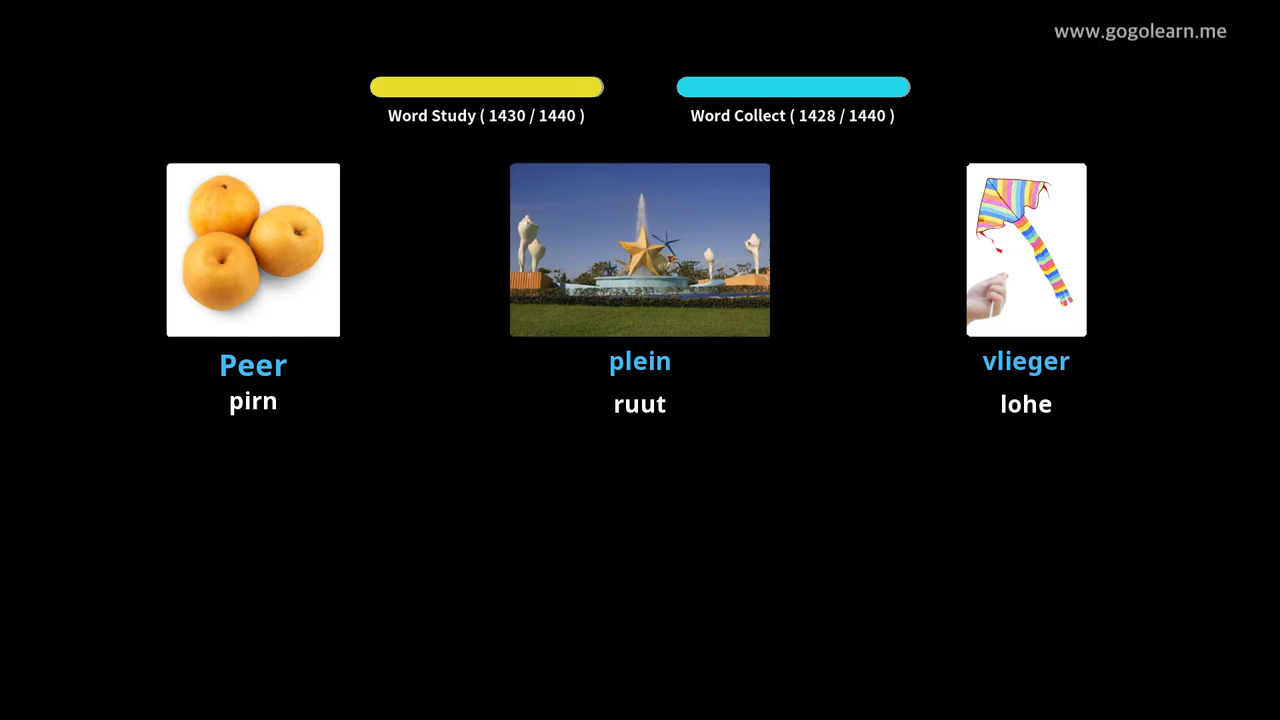 www.gogolearn.me
Word Study ( 1430 / 1440 )
Word Collect ( 1428 / 1440 )
Peer
pirn
plein
ruut
vlieger
lohe